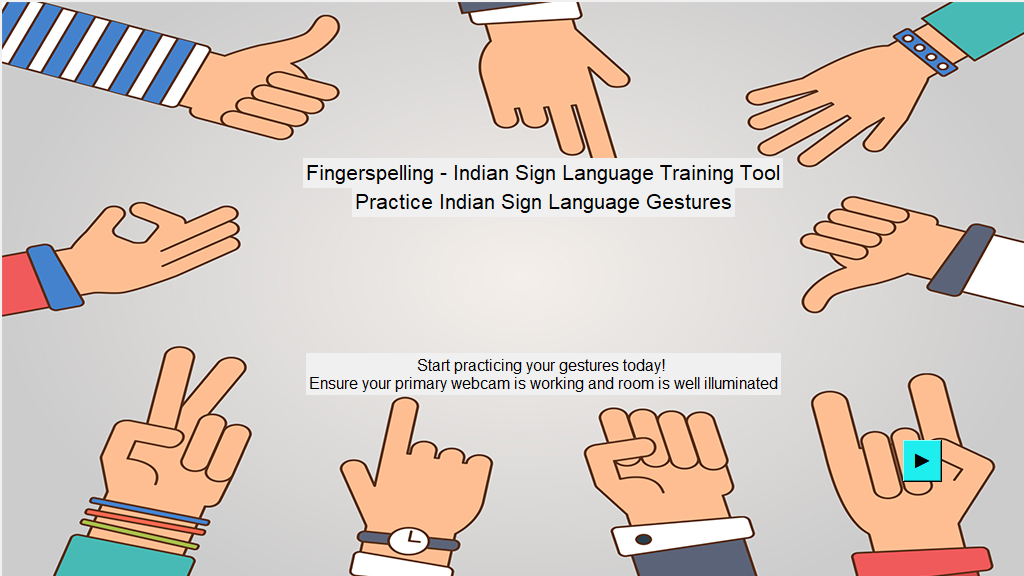 Fingerspelling - Indian Sign Language Training Tool
Practice Indian Sign Language Gestures
Start practicing your gestures today!
Ensure your primary webcam is working and room is well illuminated